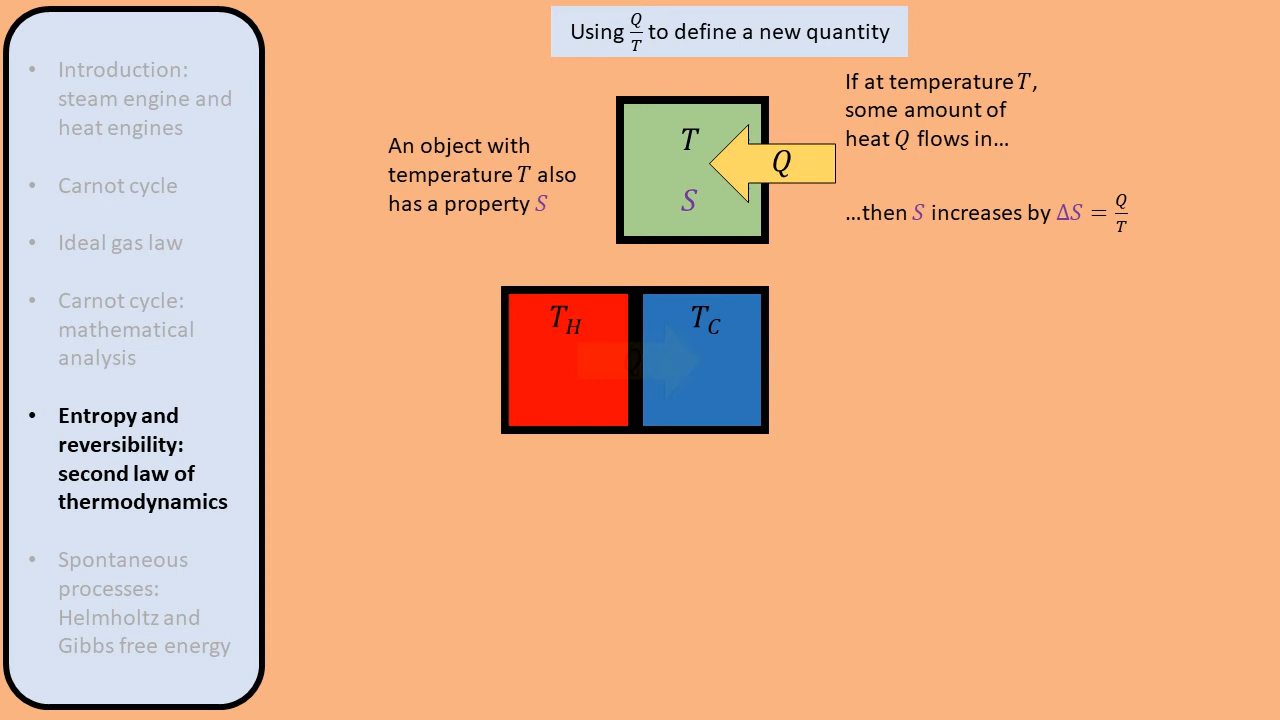 • Introduction:
steam engine and
heat engines
• Carnot cycle
• Ideal gas law
• Carnot cycle:
mathematical
analysis
• Entropy and
reversibility:
second law of
thermodynamics
• Spontaneous
processes:
Helmholtz and
Gibbs free energy
Using Q/T to define a new quantity
An object with
temperature T also
has a property S
T
S
Q
If at temperature T,
some amount of
heat Q flows in...
...then S increases by ΔS = Q/T
T_H
T_C
Q